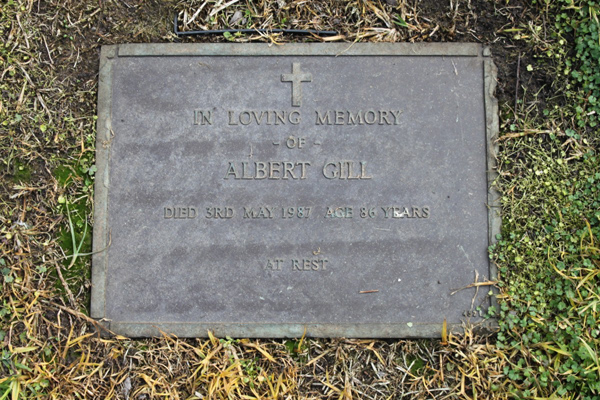 IN LOVING MEMORY
- OF -
ALBERT GILL
DIED 3RD MAY 1987 AGE 86 YEARS
AT REST